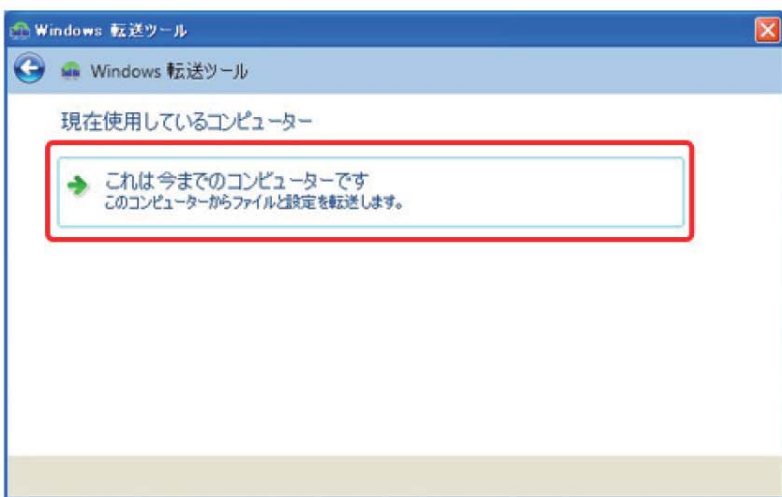 Windows 転送ツール
Windows 転送ツール
現在使用しているコンピューター
これは今までのコンピューターです
このコンピューターからファイルと設定を転送します。